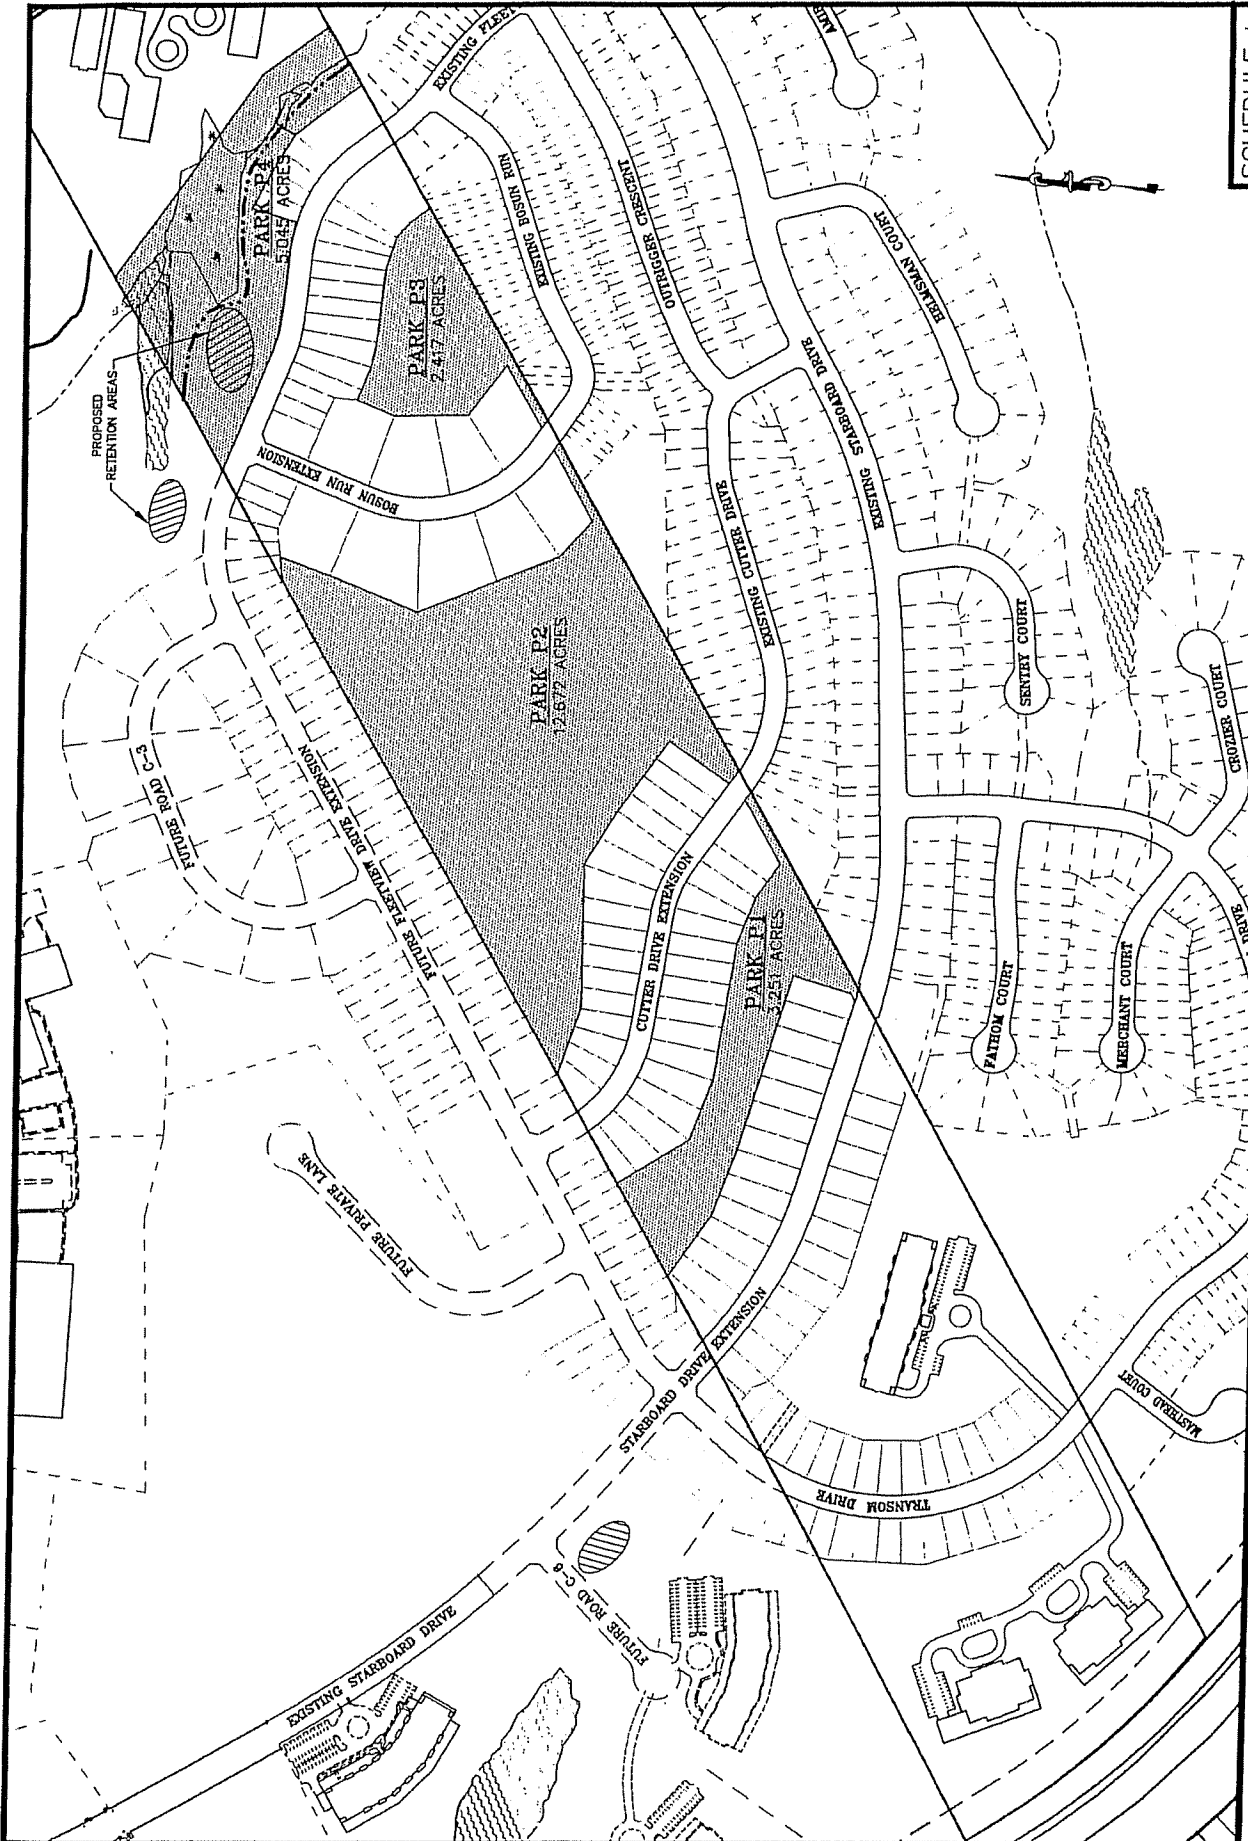 EXISTING FLEET
AMIR
PARK P4
5.045 ACRES
PROPOSED
RETENTION AREAS
PARK P3
2.417 ACRES
EXISTING BOSUN RUN
OUTRIGGER CRESCENT
HELMSMAN COURT
BOSUN RUN EXTENSION
EXISTING STARBOARD DRIVE
EXISTING CUTTER DRIVE
PARK P2
12.672 ACRES
SENTRY COURT
CROZIER COURT
FUTURE ROAD C-3
FUTURE FLEETVIEW DRIVE EXTENSION
CUTTER DRIVE EXTENSION
PARK P1
3.251 ACRES
FATHOM COURT
MERCHANT COURT
DRIVE
FUTURE PRIVATE LANE
STARBOARD DRIVE EXTENSION
TRANSOM DRIVE
MASTHEAD COURT
EXISTING STARBOARD DRIVE
FUTURE ROAD C-8